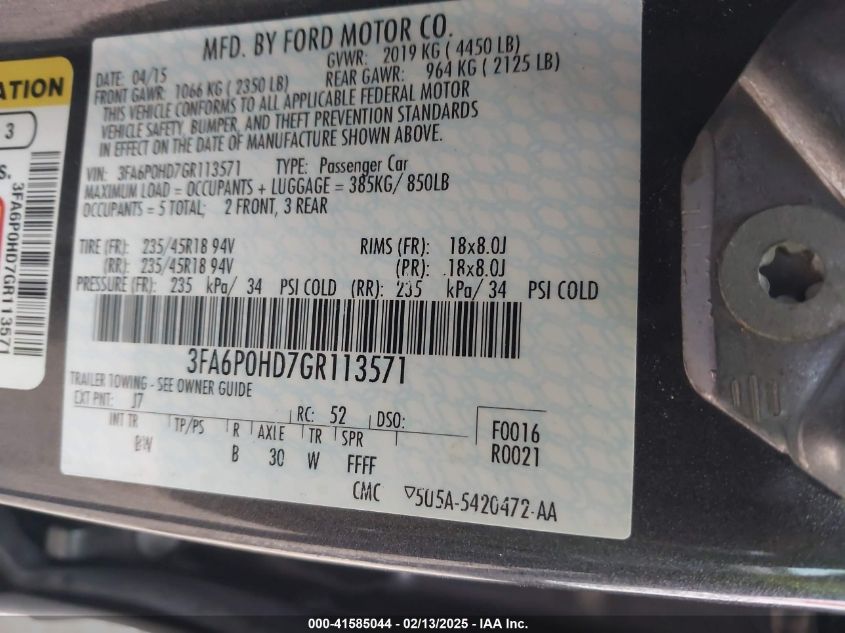 MFD. BY FORD MOTOR CO.
DATE: 04/15 GVWR: 2019 KG ( 4450 LB)
FRONT GAWR: 1066 KG ( 2350 LB) REAR GAWR: 964 KG ( 2125 LB)
THIS VEHICLE CONFORMS TO ALL APPLICABLE FEDERAL MOTOR
VEHICLE SAFETY, BUMPER, AND THEFT PREVENTION STANDARDS
IN EFFECT ON THE DATE OF MANUFACTURE SHOWN ABOVE.
VIN: 3FA6P0HD7GR113571 TYPE: Passenger Car
MAXIMUM LOAD = OCCUPANTS + LUGGAGE = 385KG/ 850LB
OCCUPANTS = 5 TOTAL; 2 FRONT, 3 REAR
TIRE (FR): 235/45R18 94V RIMS (FR): 18x8.0J
(RR): 235/45R18 94V (PR): 18x8.0J
PRESSURE (FR): 235 kPa/ 34 PSI COLD (RR): 235 kPa/ 34 PSI COLD
3FA6P0HD7GR113571
TRAILER TOWING - SEE OWNER GUIDE
EXT PNT: J7 RC: 52 DSO:
INT TR TP/PS R AXLE TR SPR F0016
BW B 30 W FFFF R0021
CMC ▽5U5A-5420472-AA
ATION
3
S.
3FA6P0HD7GR113571
000-41585044 - 02/13/2025 - IAAI Inc.